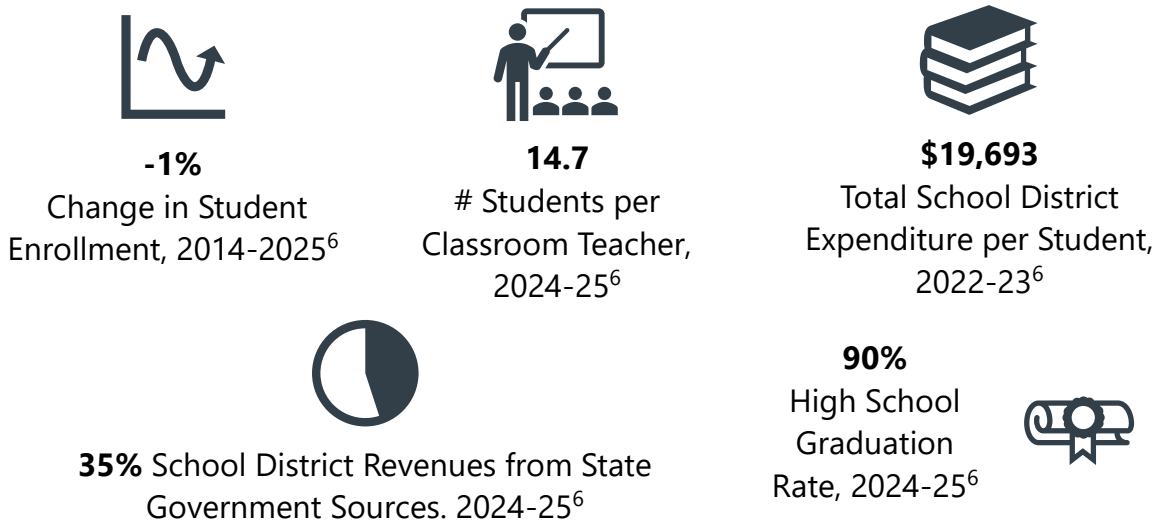 -1%
Change in Student
Enrollment, 2014-2025⁶
14.7
# Students per
Classroom Teacher,
2024-25⁶
$19,693
Total School District
Expenditure per Student,
2022-23⁶
35% School District Revenues from State
Government Sources. 2024-25⁶
90%
High School
Graduation
Rate, 2024-25⁶